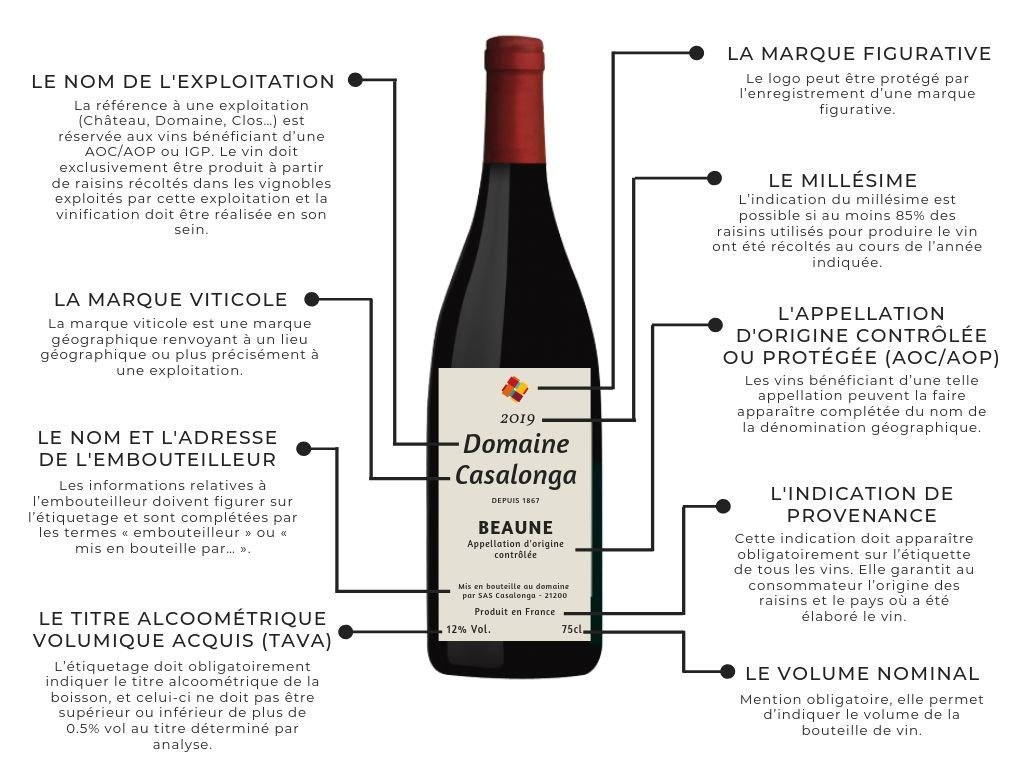 LE NOM DE L'EXPLOITATION
La référence à une exploitation
(Château, Domaine, Clos…) est
réservée aux vins bénéficiant d’une
AOC/AOP ou IGP. Le vin doit
exclusivement être produit à partir
de raisins récoltés dans les vignobles
exploités par cette exploitation et la
vinification doit être réalisée en son
sein.
LA MARQUE VITICOLE
La marque viticole est une marque
géographique renvoyant à un lieu
géographique ou plus précisément à
une exploitation.
LE NOM ET L'ADRESSE
DE L'EMBOUTEILLEUR
Les informations relatives à
l’embouteilleur doivent figurer sur
l’étiquetage et sont complétées par
les termes « embouteilleur » ou «
mis en bouteille par… ».
LE TITRE ALCOOMÉTRIQUE
VOLUMIQUE ACQUIS (TAVA)
L’étiquetage doit obligatoirement
indiquer le titre alcoométrique de la
boisson, et celui-ci ne doit pas être
supérieur ou inférieur de plus de
0.5% vol au titre déterminé par
analyse.
2019
Domaine
Casalonga
DEPUIS 1867
BEAUNE
Appellation d'origine
contrôlée
Mis en bouteille au domaine
par SAS Casalonga - 21200
Produit en France
12% Vol. 75cl
LA MARQUE FIGURATIVE
Le logo peut être protégé par
l’enregistrement d’une marque
figurative.
LE MILLÉSIME
L’indication du millésime est
possible si au moins 85% des
raisins utilisés pour produire le vin
ont été récoltés au cours de l’année
indiquée.
L'APPELLATION
D'ORIGINE CONTRÔLÉE
OU PROTÉGÉE (AOC/AOP)
Les vins bénéficiant d’une telle
appellation peuvent la faire
apparaître complétée du nom de
la dénomination géographique.
L'INDICATION DE
PROVENANCE
Cette indication doit apparaître
obligatoirement sur l’étiquette
de tous les vins. Elle garantit au
consommateur l’origine des
raisins et le pays où a été
élaboré le vin.
LE VOLUME NOMINAL
Mention obligatoire, elle permet
d’indiquer le volume de la
bouteille de vin.